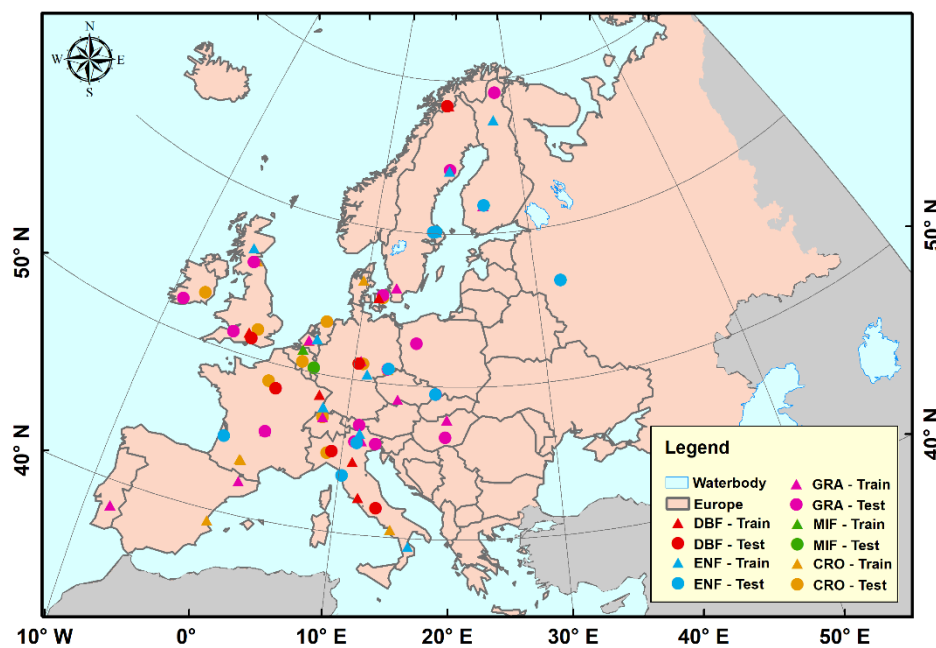 N
W E
S
50° N
50° N
40° N
40° N
Legend
Waterbody
Europe
DBF - Train
DBF - Test
ENF - Train
ENF - Test
GRA - Train
GRA - Test
MIF - Train
MIF - Test
CRO - Train
CRO - Test
10° W 0° 10° E 20° E 30° E 40° E 50° E